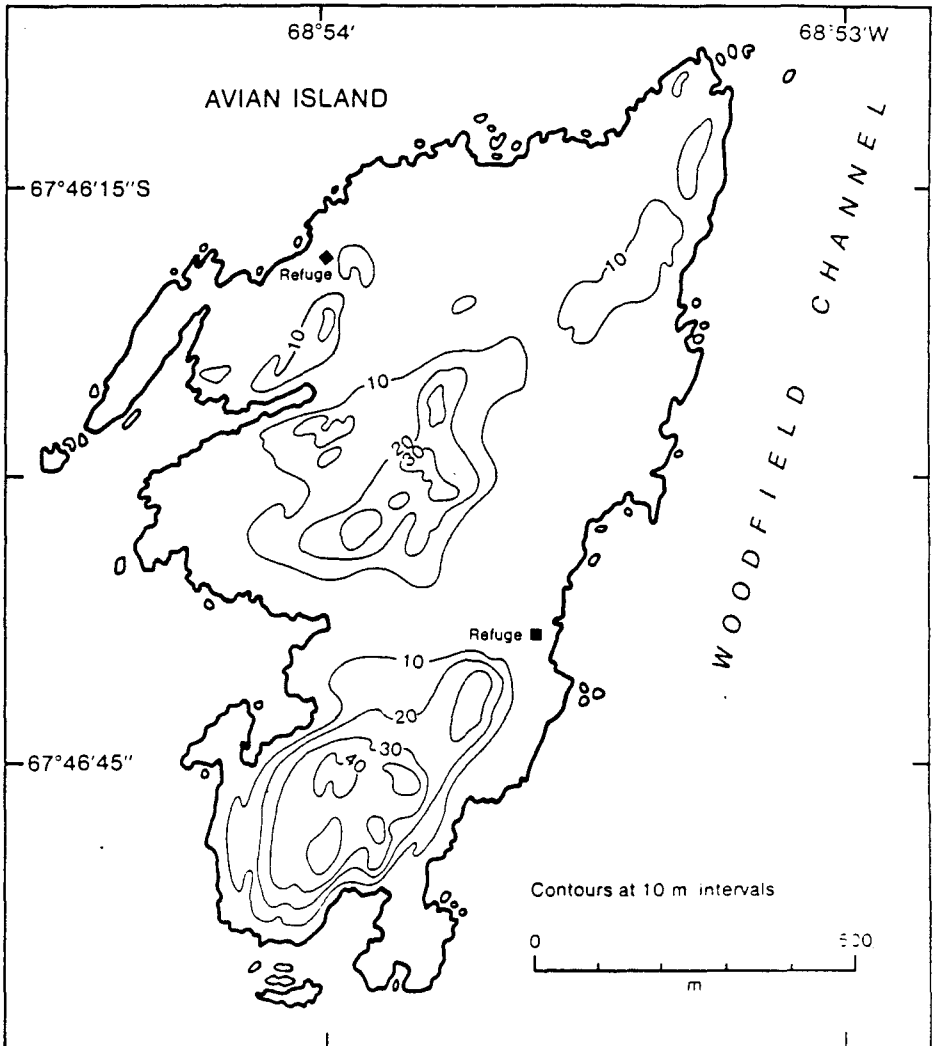 68°54'
68°53'W
AVIAN ISLAND
67°46'15"S
Refuge
10
10
10
20
30
WOODFIELD CHANNEL
Refuge
10
20
30
40
67°46'45"
Contours at 10 m intervals
0
m